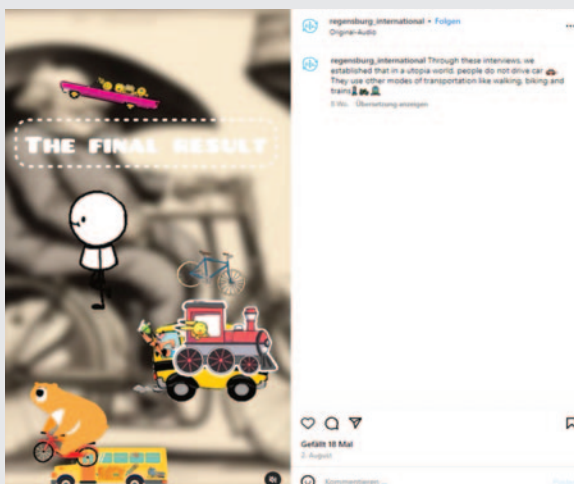 THE FINAL RESULT
regensburg_international • Folgen
Original-Audio
regensburg_international Through these interviews, we
established that in a utopia world, people do not drive car 🚗.
They use other modes of transportation like walking, biking and
trains
Übersetzung anzeigen
Gefällt 18 Mal
2. August
Kommentieren...